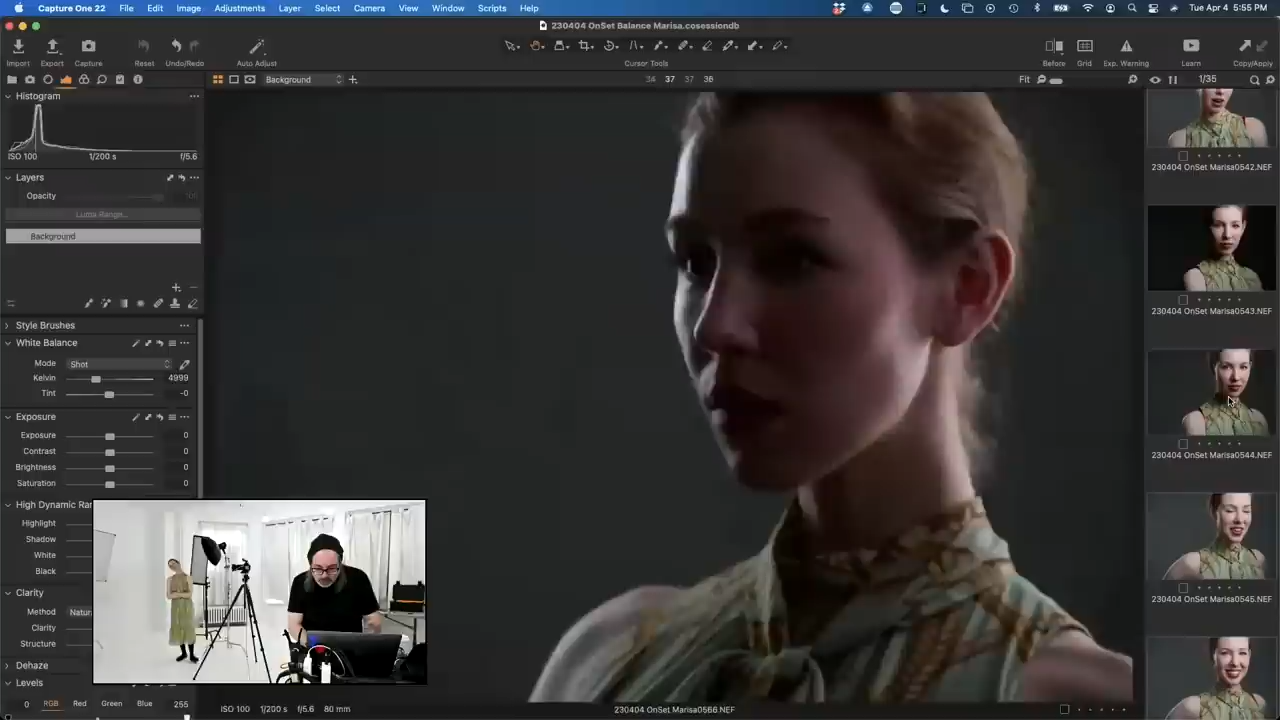 Capture One 22 File Edit Image Adjustments Layer Select Camera View Window Scripts Help Tue Apr 4 5:55 PM
230404 OnSet Balance Marisa.cosessiondb
Import Export Capture Reset Undo/Redo Auto Adjust Cursor Tools Before Grid Exp. Warning Learn Copy/Apply
Background 34 37 37 38 Fit 1/35
Histogram
ISO 100 1/200 s f/5.6
230404 OnSet Marisa0542.NEF
Layers
Opacity
Luma Range...
Background
230404 OnSet Marisa0543.NEF
Style Brushes
White Balance
Mode Shot
Kelvin 4999
Tint -0
Exposure
Exposure 0
Contrast 0
Brightness 0
Saturation 0
230404 OnSet Marisa0544.NEF
High Dynamic Ran
Highlight
Shadow
White
Black
Clarity
230404 OnSet Marisa0545.NEF
Method Natur
Clarity
Structure
Dehaze
Levels
0 RGB Red Green Blue 255
ISO 100 1/200 s f/5.6 80 mm 230404 OnSet Marisa0566.NEF